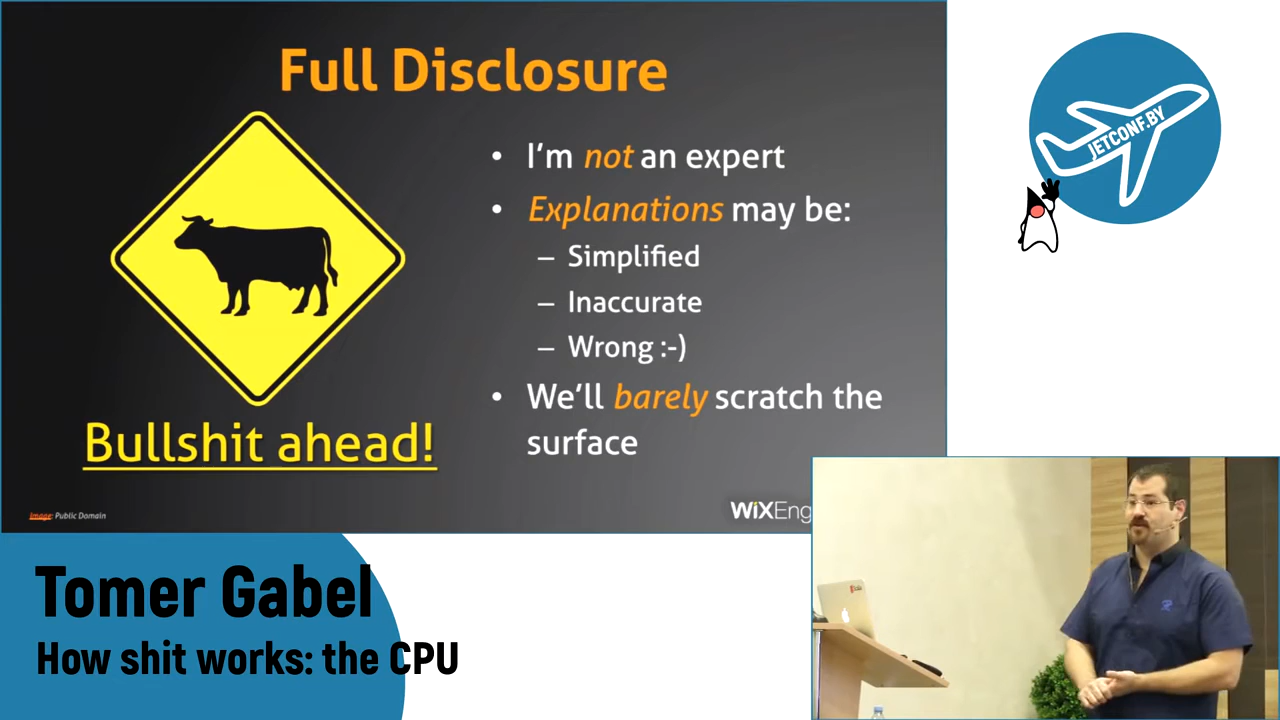 Full Disclosure
• I'm not an expert
• Explanations may be:
– Simplified
– Inaccurate
– Wrong :-)
• We'll barely scratch the
surface
Bullshit ahead!
Image: Public Domain
WiXEng
JETCONF.BY
Tomer Gabel
How shit works: the CPU